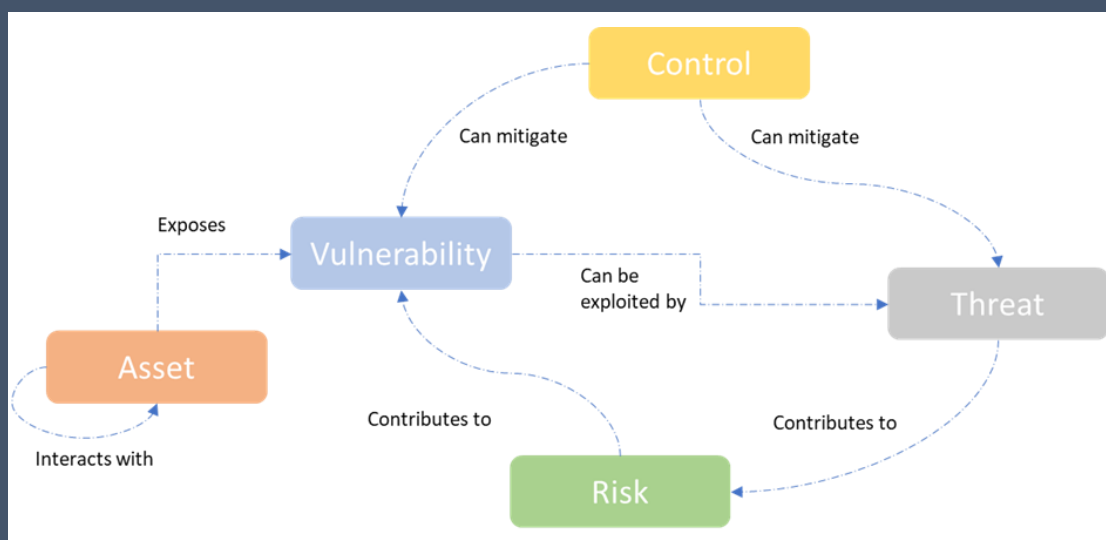 Control
Can mitigate
Can mitigate
Exposes
Vulnerability
Can be
exploited by
Threat
Asset
Contributes to
Contributes to
Interacts with
Risk